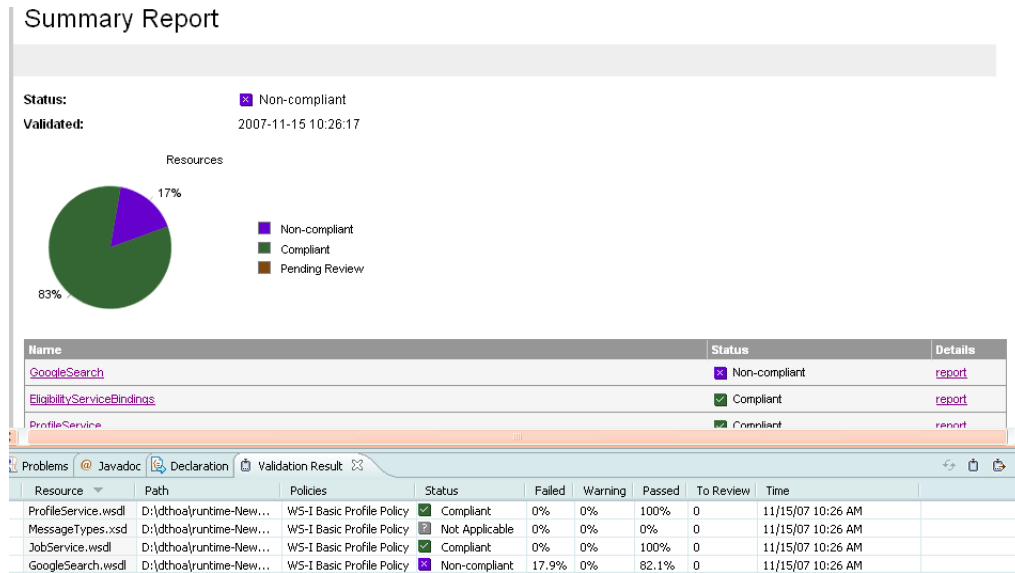 Summary Report
Status: Non-compliant
Validated: 2007-11-15 10:26:17
Resources
17%
Non-compliant
Compliant
Pending Review
83%
Name Status Details
GoogleSearch Non-compliant report
EligibilityServiceBindings Compliant report
ProfileService Compliant report
Problems @ Javadoc Declaration Validation Result
Resource Path Policies Status Failed Warning Passed To Review Time
ProfileService.wsdl D:\dthoa\runtime-New... WS-I Basic Profile Policy Compliant 0% 0% 100% 0 11/15/07 10:26 AM
MessageTypes.xsd D:\dthoa\runtime-New... WS-I Basic Profile Policy ? Not Applicable 0% 0% 0% 0 11/15/07 10:26 AM
JobService.wsdl D:\dthoa\runtime-New... WS-I Basic Profile Policy Compliant 0% 0% 100% 0 11/15/07 10:26 AM
GoogleSearch.wsdl D:\dthoa\runtime-New... WS-I Basic Profile Policy Non-compliant 17.9% 0% 82.1% 0 11/15/07 10:26 AM